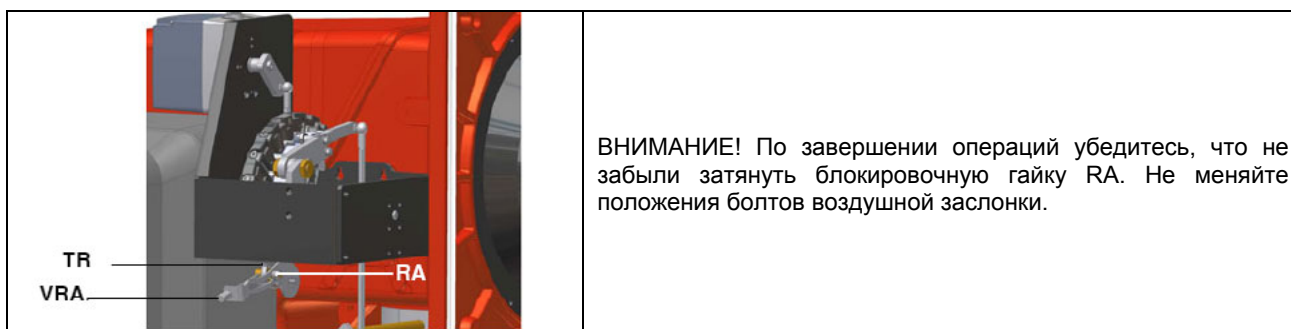 TR
VRA
RA
ВНИМАНИЕ! По завершении операций убедитесь, что не
забыли затянуть блокировочную гайку RA. Не меняйте
положения болтов воздушной заслонки.